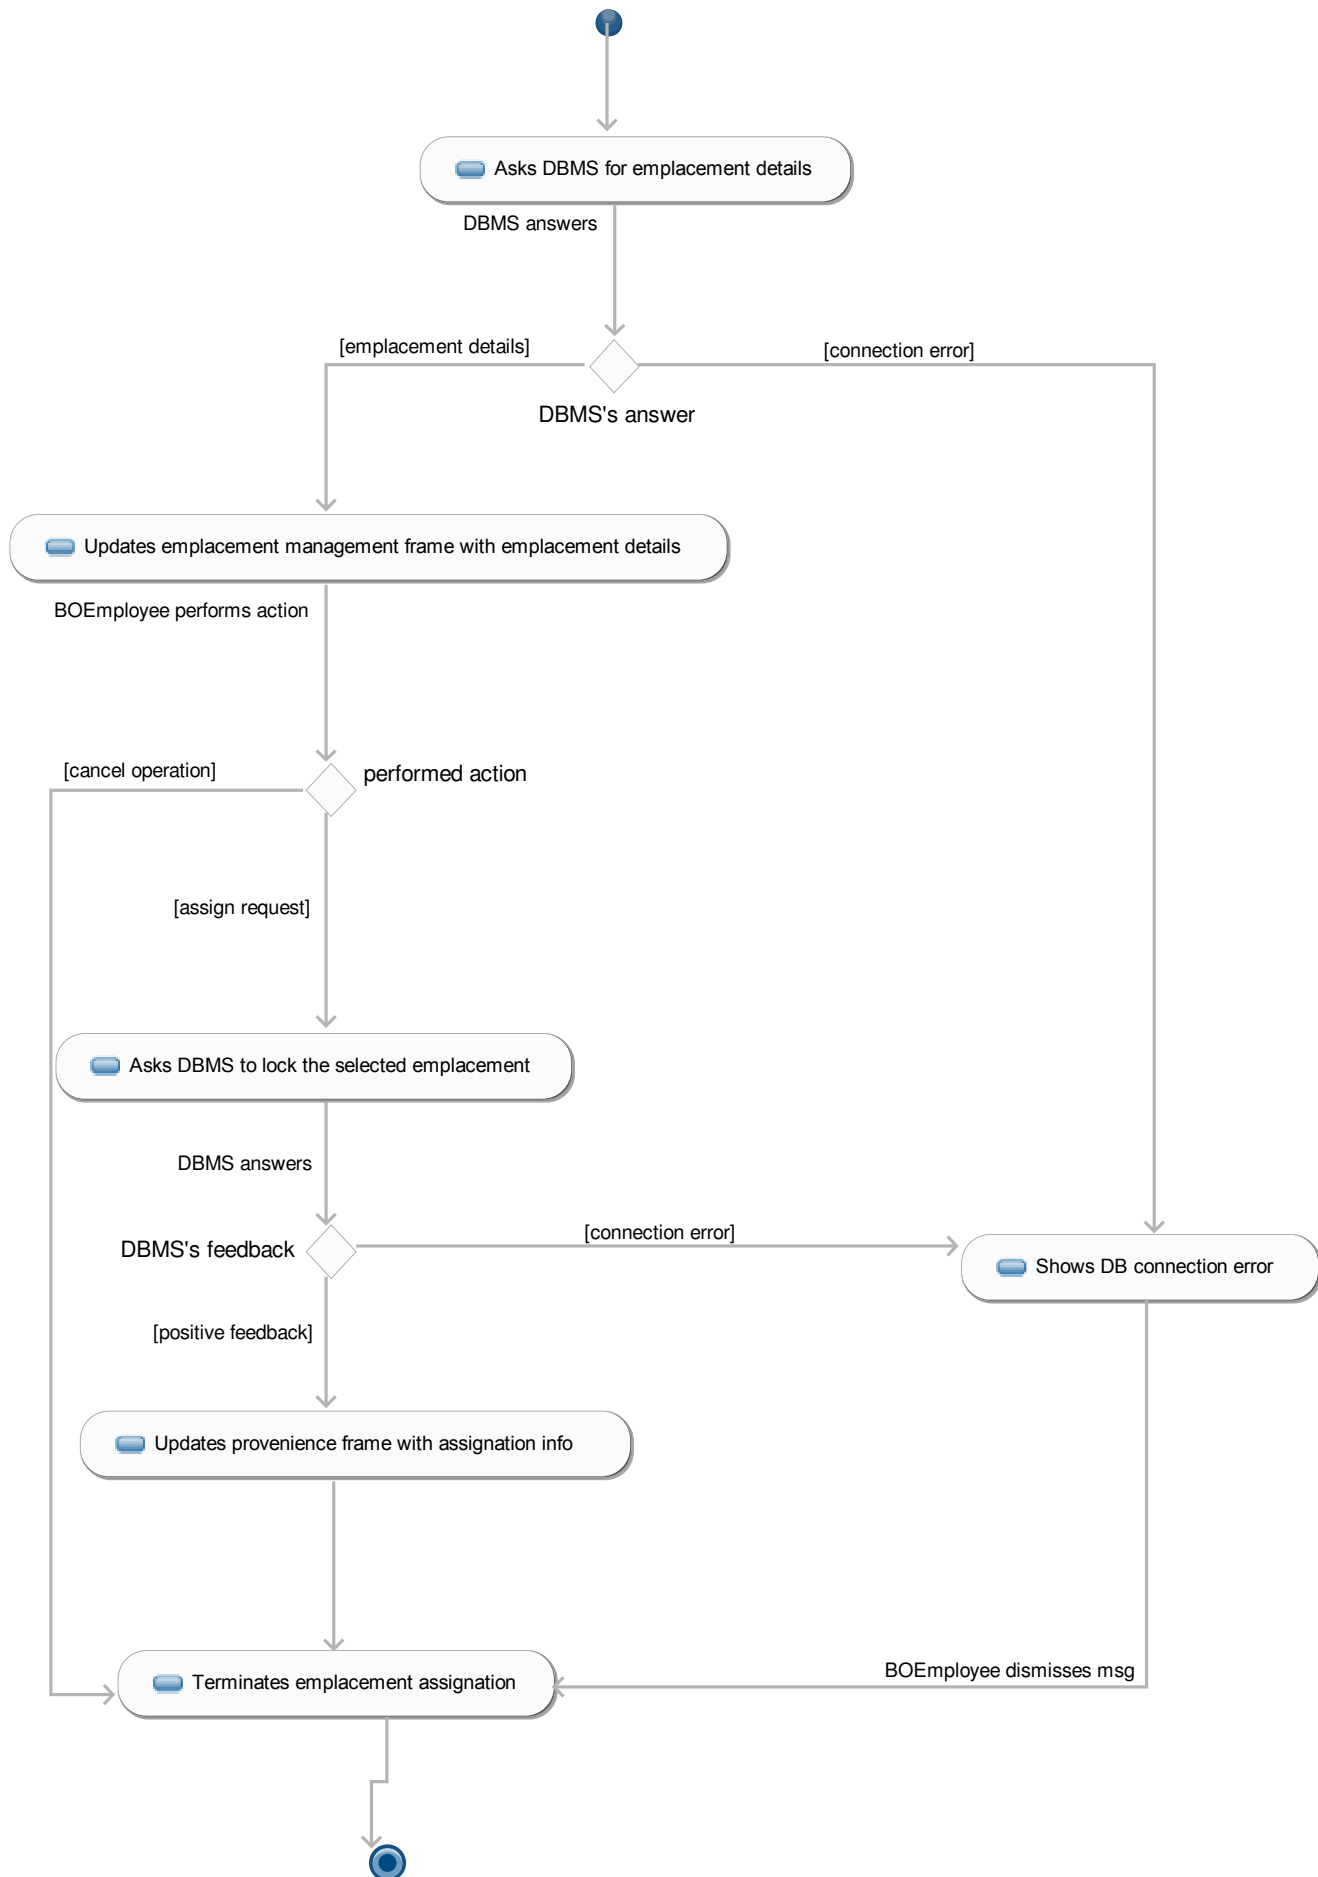 Asks DBMS for emplacement details
DBMS answers
[emplacement details]
[connection error]
DBMS's answer
Updates emplacement management frame with emplacement details
BOEmployee performs action
[cancel operation]
performed action
[assign request]
Asks DBMS to lock the selected emplacement
DBMS answers
[connection error]
DBMS's feedback
Shows DB connection error
[positive feedback]
Updates provenience frame with assignation info
BOEmployee dismisses msg
Terminates emplacement assignation